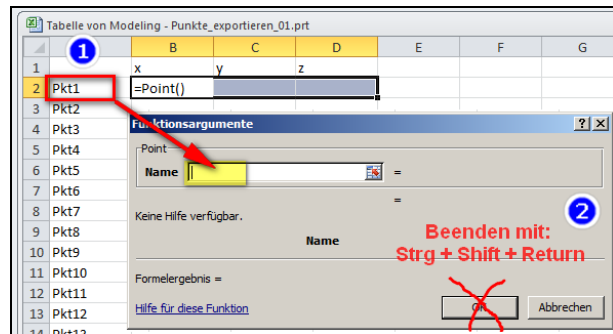 Tabelle von Modeling - Punkte_exportieren_01.prt
1
A B C D E F G
1 x y z
2 Pkt1 =Point()
3 Pkt2
4 Pkt3
5 Pkt4
6 Pkt5
7 Pkt6
8 Pkt7
9 Pkt8
10 Pkt9
11 Pkt10
12 Pkt11
13 Pkt12
14 Pkt13
Funktionsargumente
Point
Name =
=
Keine Hilfe verfügbar.
2
Name
Beenden mit:
Strg + Shift + Return
Formelergebnis =
Hilfe für diese Funktion
OK Abbrechen